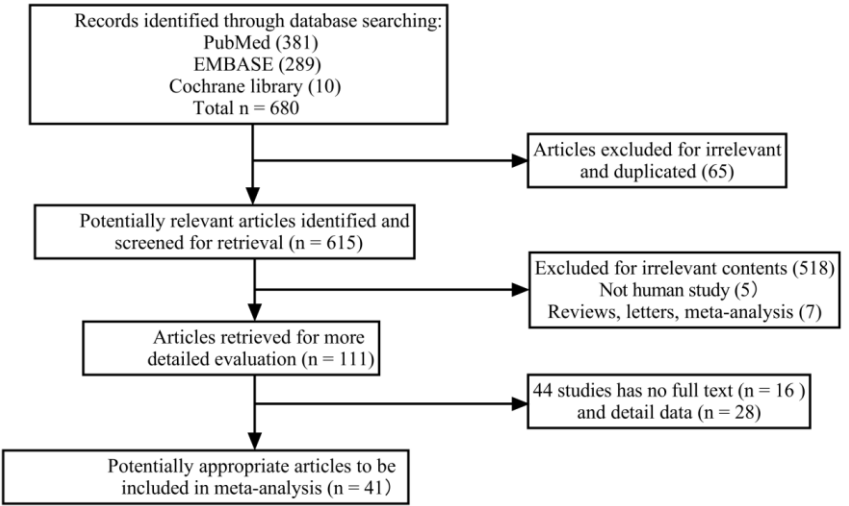 Records identified through database searching:
PubMed (381)
EMBASE (289)
Cochrane library (10)
Total n = 680
Articles excluded for irrelevant
and duplicated (65)
Potentially relevant articles identified and
screened for retrieval (n = 615)
Excluded for irrelevant contents (518)
Not human study (5）
Reviews, letters, meta-analysis (7)
Articles retrieved for more
detailed evaluation (n = 111)
44 studies has no full text (n = 16 )
and detail data (n = 28)
Potentially appropriate articles to be
included in meta-analysis (n = 41）